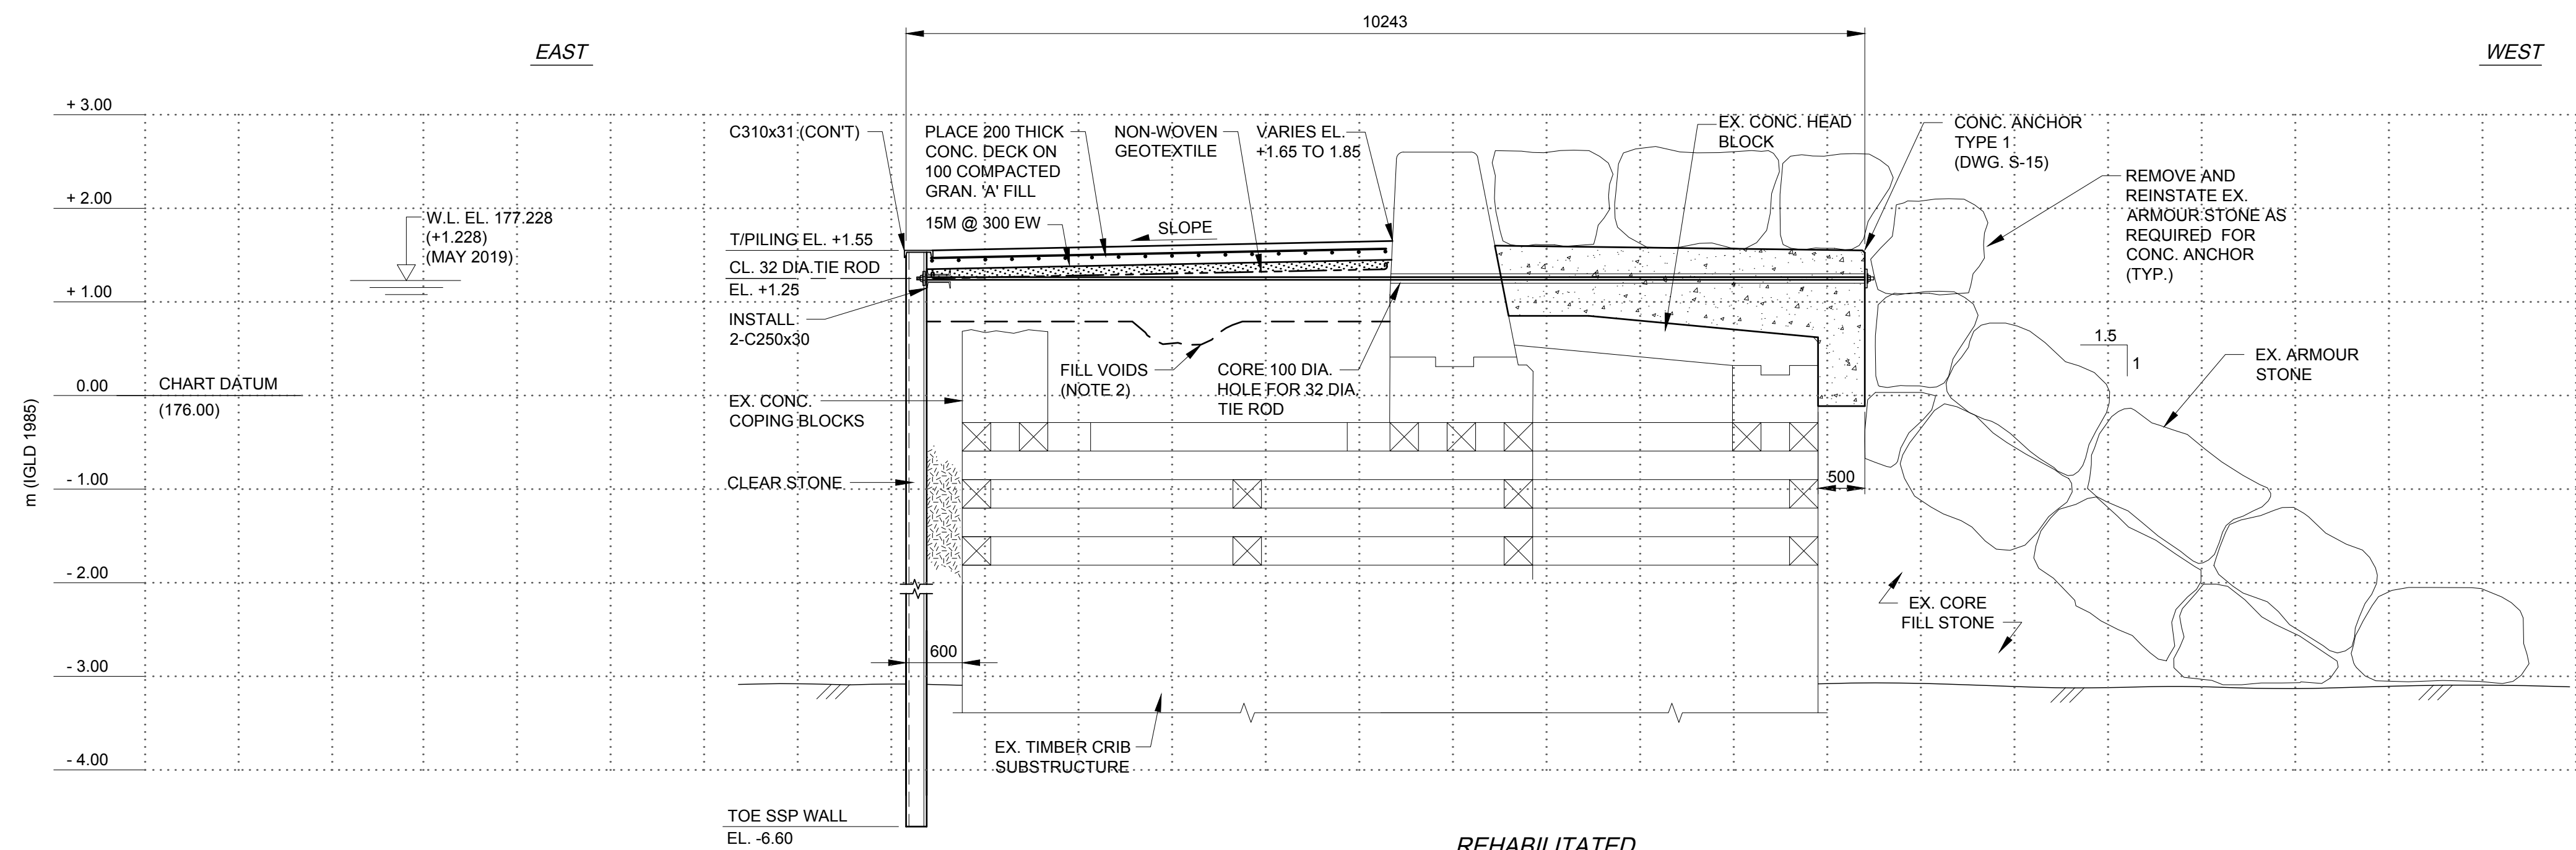 10243
EAST
WEST
+ 3.00
+ 2.00
+ 1.00
0.00
- 1.00
- 2.00
- 3.00
- 4.00
m (IGLD 1985)
CHART DATUM
(176.00)
W.L. EL. 177.228
(+1.228)
(MAY 2019)
C310x31 (CON'T)
PLACE 200 THICK
CONC. DECK ON
100 COMPACTED
GRAN. 'A' FILL
15M @ 300 EW
NON-WOVEN
GEOTEXTILE
VARIES EL.
+1.65 TO 1.85
SLOPE
EX. CONC. HEAD
BLOCK
CONC. ANCHOR
TYPE 1
(DWG. S-15)
REMOVE AND
REINSTATE EX.
ARMOUR STONE AS
REQUIRED FOR
CONC. ANCHOR
(TYP.)
T/PILING EL. +1.55
CL. 32 DIA.TIE ROD
EL. +1.25
INSTALL
2-C250x30
FILL VOIDS
(NOTE 2)
CORE 100 DIA.
HOLE FOR 32 DIA.
TIE ROD
1.5
1
EX. ARMOUR
STONE
EX. CONC.
COPING BLOCKS
CLEAR STONE
500
EX. CORE
FILL STONE
600
EX. TIMBER CRIB
SUBSTRUCTURE
TOE SSP WALL
EL. -6.60
REHABILITATED